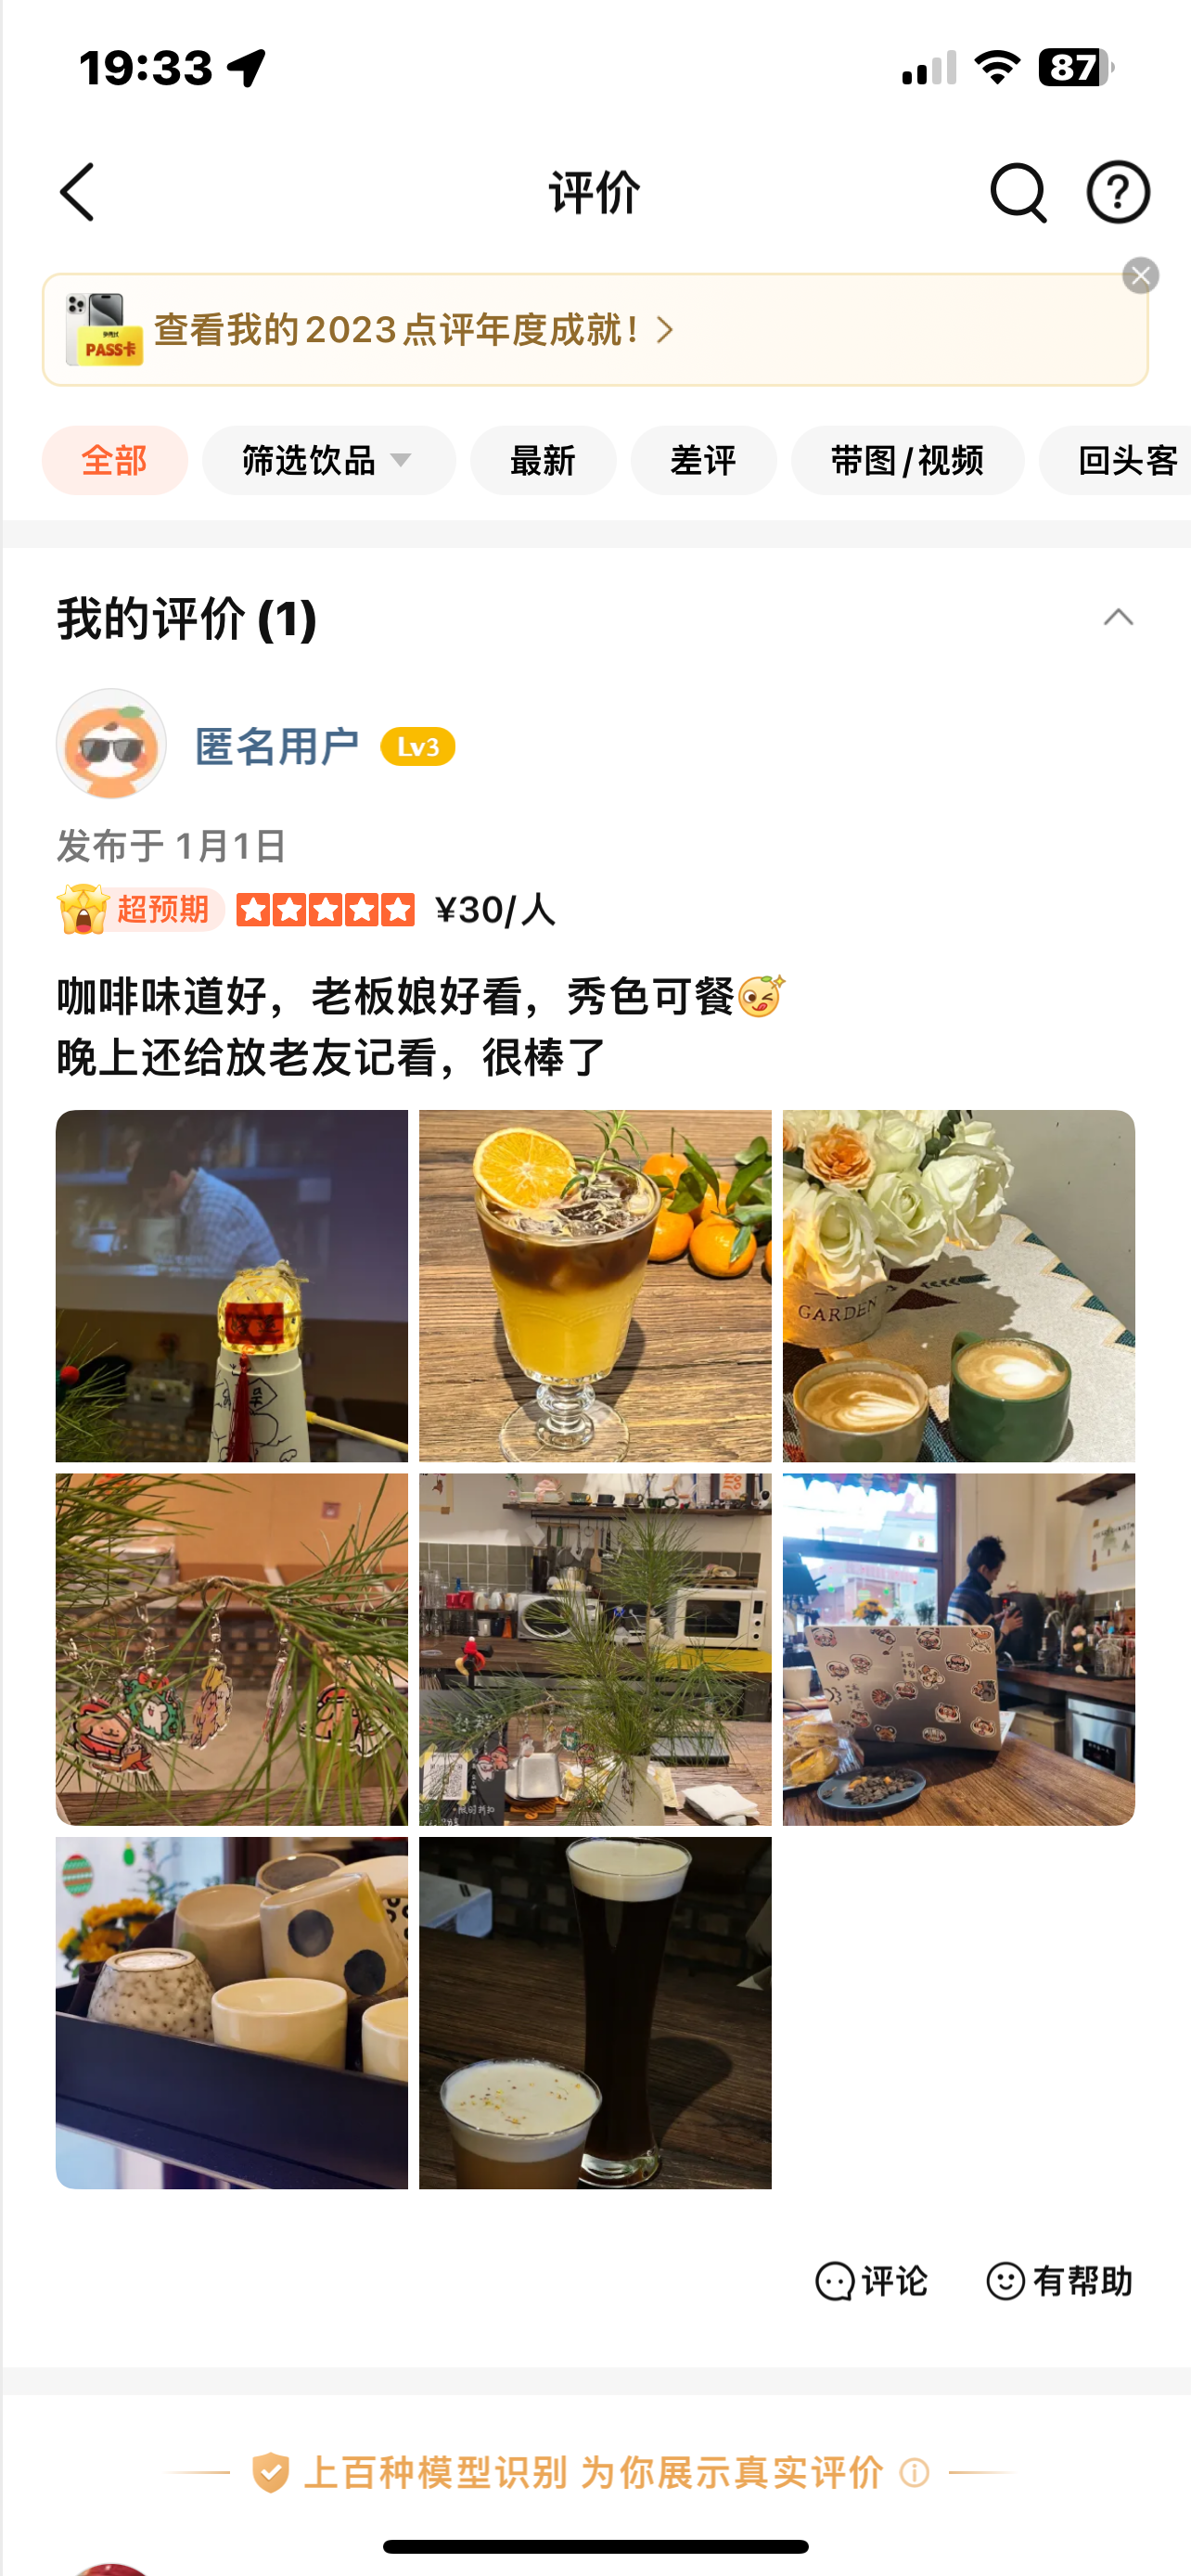 19:33
87
评价
PASS卡
查看我的2023点评年度成就！
全部
筛选饮品
最新
差评
带图/视频
回头客
我的评价 (1)
匿名用户 Lv3
发布于 1月1日
超预期 ¥30/人
咖啡味道好，老板娘好看，秀色可餐
晚上还给放老友记看，很棒了
GARDEN
评论
有帮助
上百种模型识别 为你展示真实评价